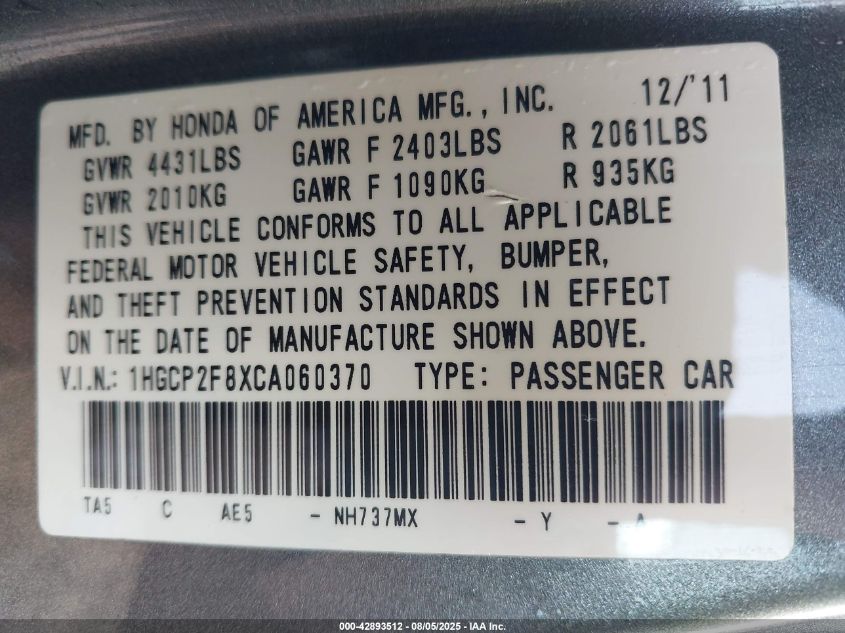 MFD. BY HONDA OF AMERICA MFG., INC. 12/'11
GVWR 4431LBS GAWR F 2403LBS R 2061LBS
GVWR 2010KG GAWR F 1090KG R 935KG
THIS VEHICLE CONFORMS TO ALL APPLICABLE
FEDERAL MOTOR VEHICLE SAFETY, BUMPER,
AND THEFT PREVENTION STANDARDS IN EFFECT
ON THE DATE OF MANUFACTURE SHOWN ABOVE.
V.I.N.: 1HGCP2F8XCA060370 TYPE: PASSENGER CAR
TA5 C AE5 - NH737MX - Y - A
000-42893512 - 08/05/2025 - IAA Inc.